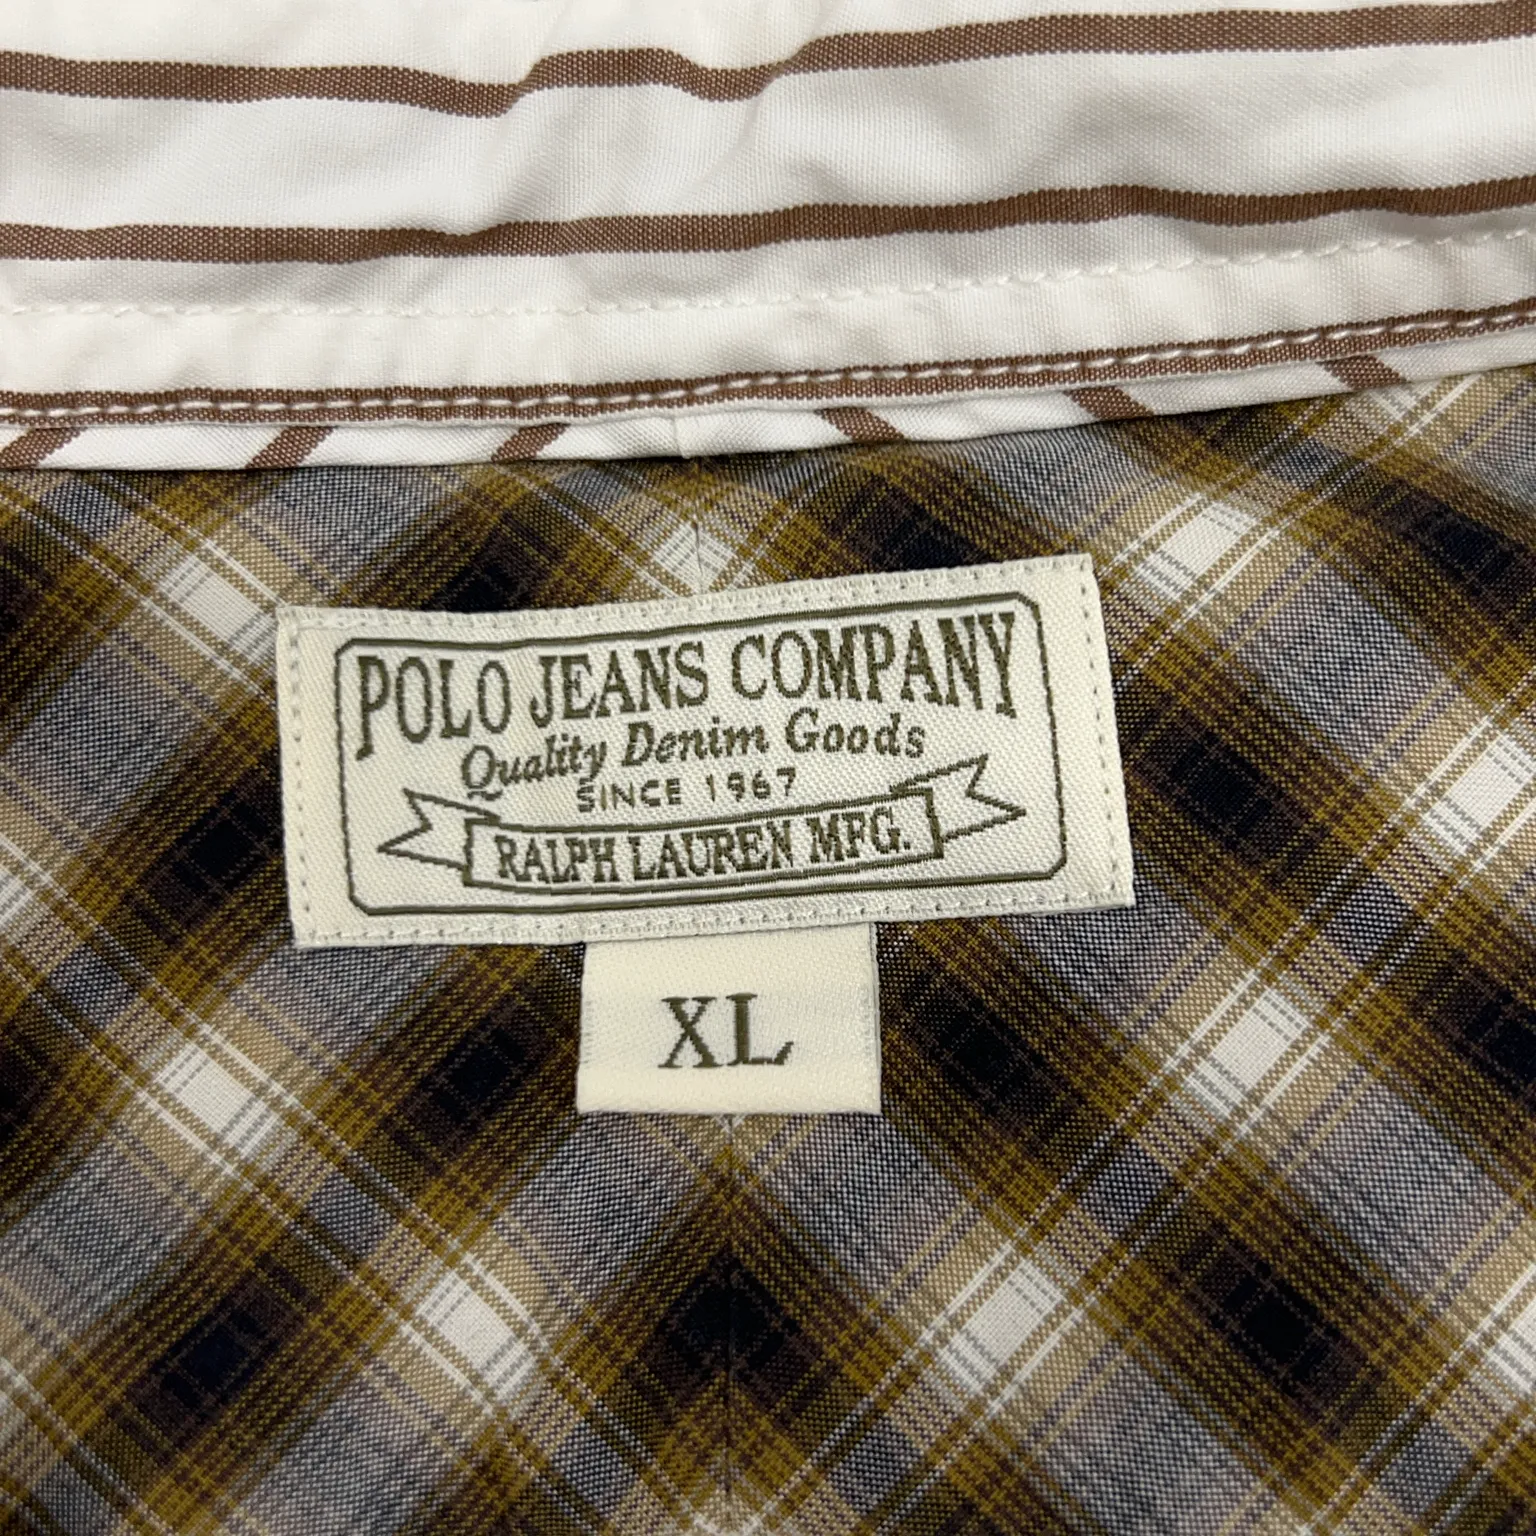 POLO JEANS COMPANY
Quality Denim Goods
SINCE 1967
RALPH LAUREN MFG.
XL